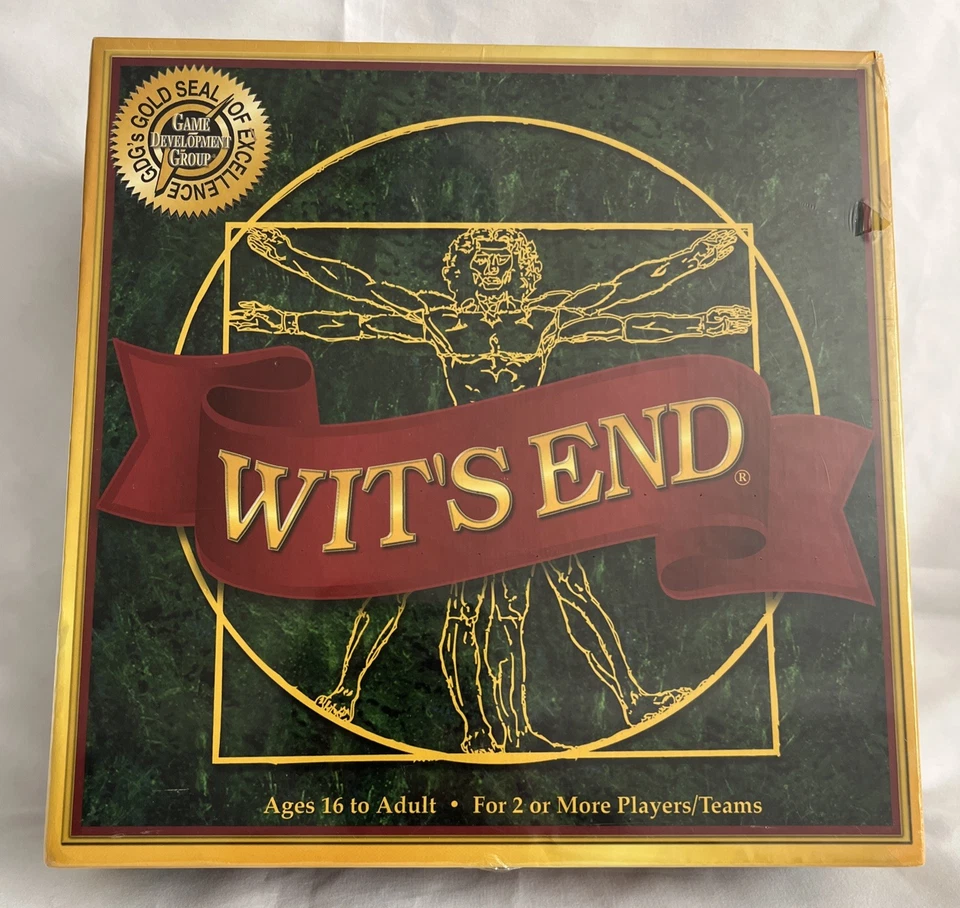 GDG's GOLD SEAL OF EXCELLENCE
GAME
DEVELOPMENT
GROUP
WIT'S END®
Ages 16 to Adult • For 2 or More Players/Teams